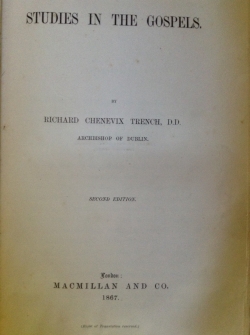 STUDIES IN THE GOSPELS.
BY
RICHARD CHENEVIX TRENCH, D.D.
ARCHBISHOP OF DUBLIN.
SECOND EDITION.
London:
MACMILLAN AND CO.
1867.